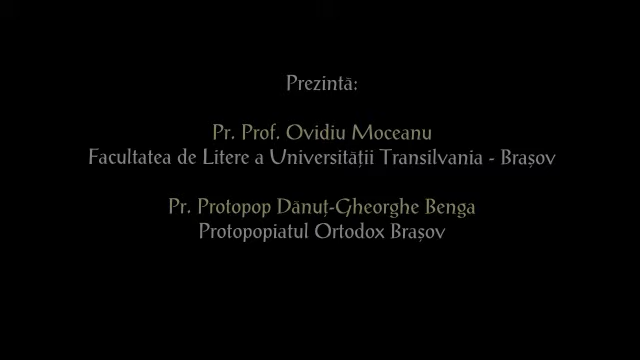 Prezintă:
Pr. Prof. Ovidiu Moceanu
Facultatea de Litere a Universității Transilvania - Brașov
Pr. Protopop Dănuț-Gheorghe Benga
Protopopiatul Ortodox Brașov